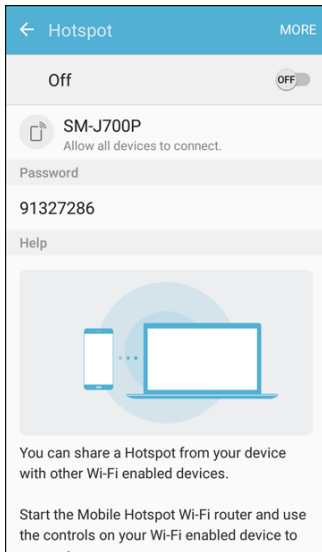 Hotspot MORE
Off OFF
SM-J700P
Allow all devices to connect.
Password
91327286
Help
You can share a Hotspot from your device
with other Wi-Fi enabled devices.
Start the Mobile Hotspot Wi-Fi router and use
the controls on your Wi-Fi enabled device to